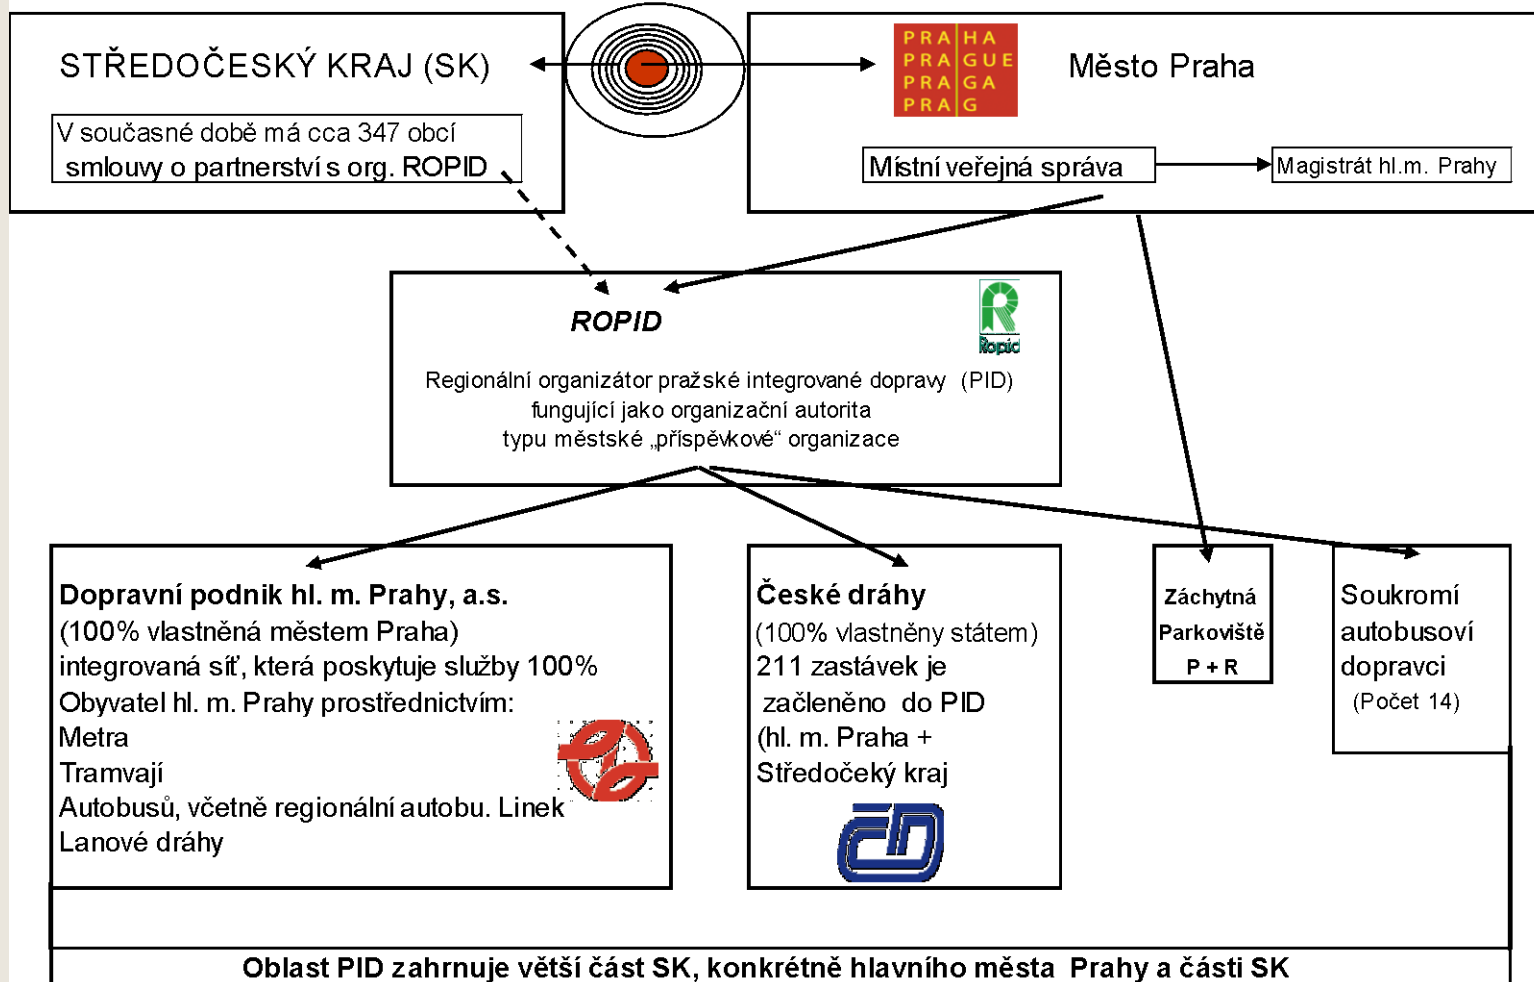 STŘEDOČESKÝ KRAJ (SK)
V současné době má cca 347 obcí
smlouvy o partnerství s org. ROPID
PRAHA
PRAGUE
PRAGA
PRAG
Město Praha
Místní veřejná správa
Magistrát hl.m. Prahy
ROPID
Ropid
Regionální organizátor pražské integrované dopravy (PID)
fungující jako organizační autorita
typu městské „příspěvkové“ organizace
Dopravní podnik hl. m. Prahy, a.s.
(100% vlastněná městem Praha)
integrovaná síť, která poskytuje služby 100%
Obyvatel hl. m. Prahy prostřednictvím:
Metra
Tramvají
Autobusů, včetně regionální autobu. Linek
Lanové dráhy
České dráhy
(100% vlastněny státem)
211 zastávek je
začleněno do PID
(hl. m. Praha +
Středočeký kraj
ČD
Záchytná
Parkoviště
P + R
Soukromí
autobusoví
dopravci
(Počet 14)
Oblast PID zahrnuje větší část SK, konkrétně hlavního města Prahy a části SK